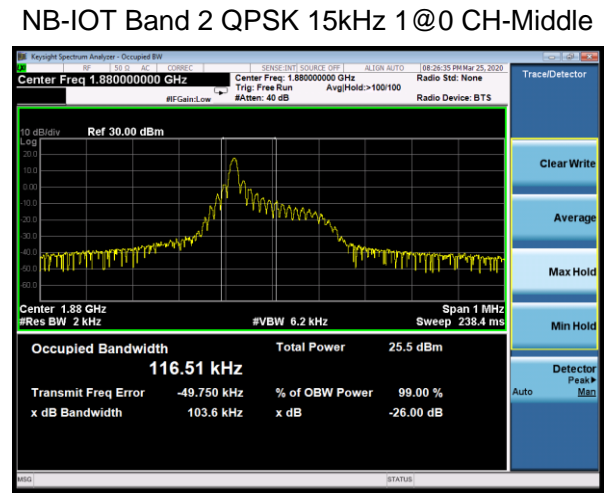 NB-IOT Band 2 QPSK 15kHz 1@0 CH-Middle
Keysight Spectrum Analyzer - Occupied BW
RF 50 Ω AC CORREC SENSE:INT SOURCE OFF ALIGN AUTO 08:26:35 PM Mar 25, 2020
Center Freq 1.880000000 GHz
Center Freq: 1.880000000 GHz
Radio Std: None
Trig: Free Run Avg|Hold:>100/100
#IFGain:Low #Atten: 40 dB Radio Device: BTS
Trace/Detector
10 dB/div Ref 30.00 dBm
Log
20.0
10.0
0.00
-10.0
-20.0
-30.0
-40.0
-50.0
-60.0
Clear Write
Average
Max Hold
Min Hold
Center 1.88 GHz Span 1 MHz
#Res BW 2 kHz #VBW 6.2 kHz Sweep 238.4 ms
Occupied Bandwidth Total Power 25.5 dBm
116.51 kHz
Transmit Freq Error -49.750 kHz % of OBW Power 99.00 %
x dB Bandwidth 103.6 kHz x dB -26.00 dB
Detector
Peak▶
Auto Man
MSG STATUS